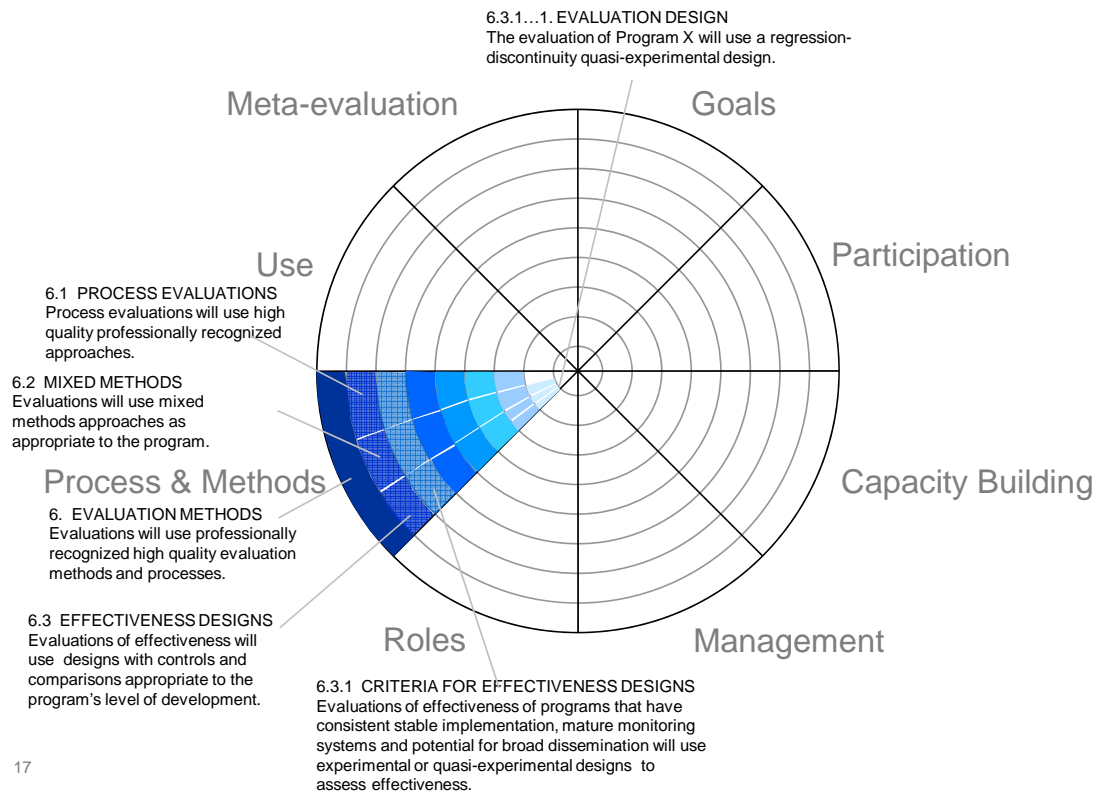 6.3.1…1. EVALUATION DESIGN
The evaluation of Program X will use a regression-
discontinuity quasi-experimental design.
Meta-evaluation
Goals
Use
Participation
6.1 PROCESS EVALUATIONS
Process evaluations will use high
quality professionally recognized
approaches.
6.2 MIXED METHODS
Evaluations will use mixed
methods approaches as
appropriate to the program.
Process & Methods
Capacity Building
6. EVALUATION METHODS
Evaluations will use professionally
recognized high quality evaluation
methods and processes.
6.3 EFFECTIVENESS DESIGNS
Evaluations of effectiveness will
use designs with controls and
comparisons appropriate to the
program's level of development.
Roles
Management
6.3.1 CRITERIA FOR EFFECTIVENESS DESIGNS
Evaluations of effectiveness of programs that have
consistent stable implementation, mature monitoring
systems and potential for broad dissemination will use
experimental or quasi-experimental designs to
assess effectiveness.
17